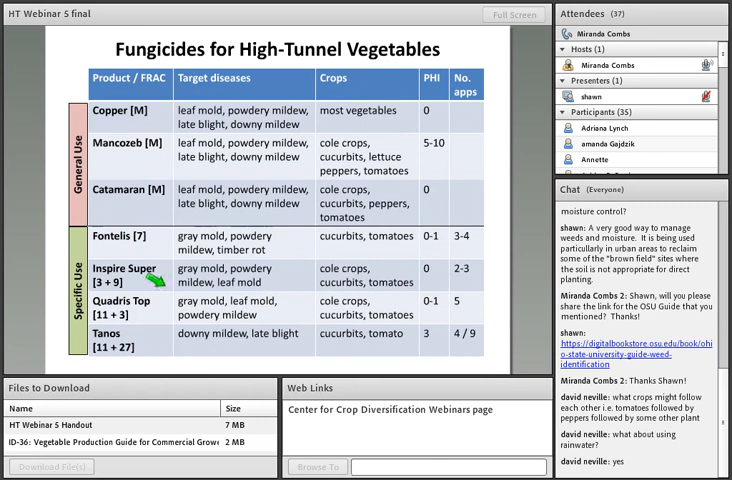 HT Webinar 5 final
Full Screen
Fungicides for High-Tunnel Vegetables
Product / FRAC Target diseases Crops PHI No. apps
General Use
Copper [M] leaf mold, powdery mildew, late blight, downy mildew most vegetables 0
Mancozeb [M] leaf mold, powdery mildew, late blight, downy mildew cole crops, cucurbits, lettuce peppers, tomatoes 5-10
Catamaran [M] leaf mold, powdery mildew, late blight, downy mildew cole crops, cucurbits, peppers, tomatoes 0
Specific Use
Fontelis [7] gray mold, powdery mildew, timber rot cucurbits, tomatoes 0-1 3-4
Inspire Super [3 + 9] gray mold, powdery mildew, leaf mold cole crops, cucurbits, tomatoes 0 2-3
Quadris Top [11 + 3] gray mold, leaf mold, powdery mildew cucurbits, tomatoes 0-1 5
Tanos [11 + 27] downy mildew, late blight cucurbits, tomato 3 4 / 9
Files to Download
Name Size
HT Webinar 5 Handout 7 MB
ID-36: Vegetable Production Guide for Commercial Growe 2 MB
Download File(s)
Web Links
Center for Crop Diversification Webinars page
Browse To
Attendees (37)
Miranda Combs
Hosts (1)
Miranda Combs
Presenters (1)
shawn
Participants (35)
Adriana Lynch
amanda Gajdzik
Annette
Chat (Everyone)
moisture control?
shawn: A very good way to manage
weeds and moisture. It is being used
particularly in urban areas to reclaim
some of the "brown field" sites where
the soil is not appropriate for direct
planting.
Miranda Combs 2: Shawn, will you please
share the link for the OSU Guide that you
mentioned? Thanks!
shawn:
https://digitalbookstore.osu.edu/book/ohi
o-state-university-guide-weed-
identification
Miranda Combs 2: Thanks Shawn!
david neville: what crops might follow
each other i.e. tomatoes followed by
peppers followed by some other plant
david neville: what about using
rainwater?
david neville: yes